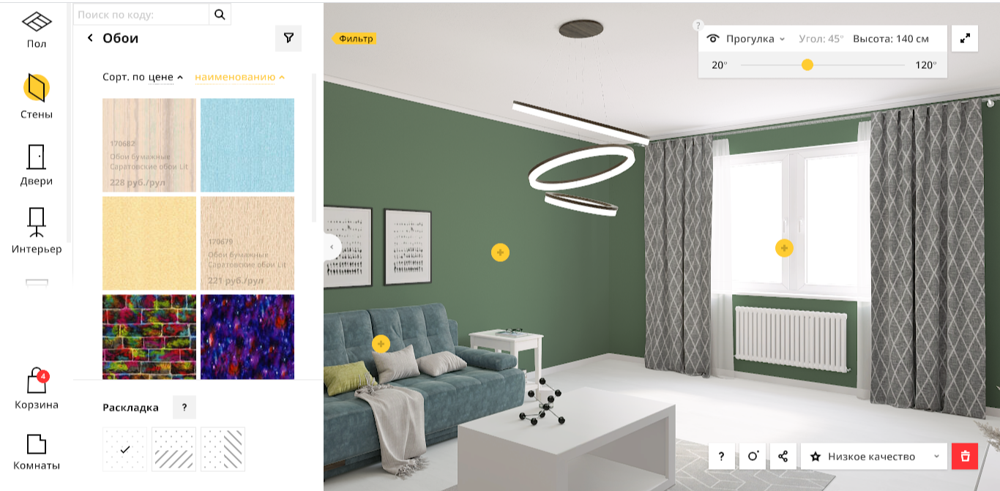 Поиск по коду:
Пол
Стены
Двери
Интерьер
4
Корзина
Комнаты
Обои
Сорт. по цене
наименованию
170682
Обои бумажные
Саратовские обои Lit
228 руб./рул
170679
Обои бумажные
Саратовские обои Lit
221 руб./рул
Раскладка
?
Фильтр
?
Прогулка
Угол: 45°
Высота: 140 см
20°
120°
?
Низкое качество